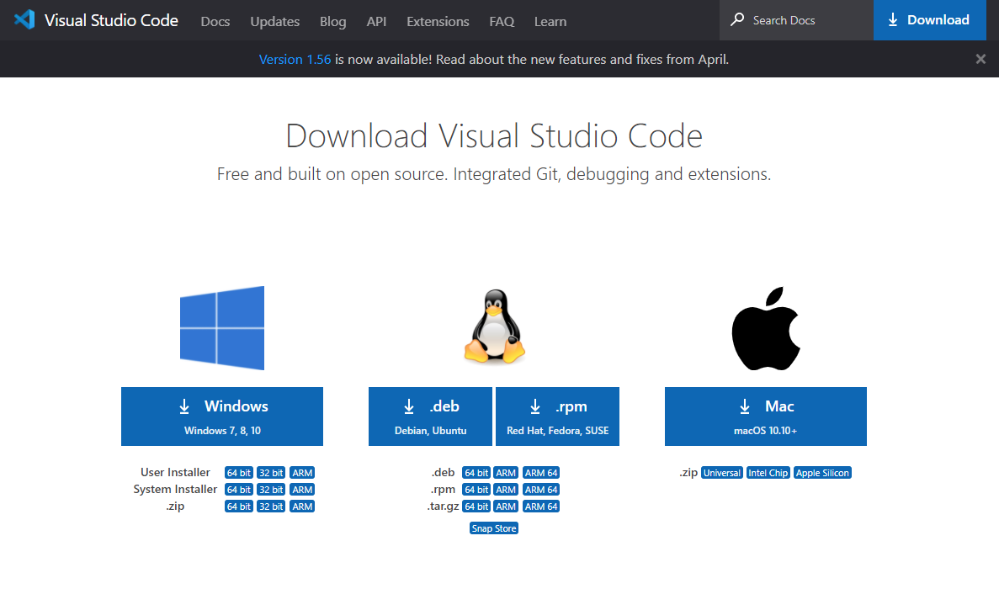 Visual Studio Code Docs Updates Blog API Extensions FAQ Learn Search Docs Download
Version 1.56 is now available! Read about the new features and fixes from April.
Download Visual Studio Code
Free and built on open source. Integrated Git, debugging and extensions.
Windows
Windows 7, 8, 10
User Installer 64 bit 32 bit ARM
System Installer 64 bit 32 bit ARM
.zip 64 bit 32 bit ARM
.deb
Debian, Ubuntu
.rpm
Red Hat, Fedora, SUSE
.deb 64 bit ARM ARM 64
.rpm 64 bit ARM ARM 64
.tar.gz 64 bit ARM ARM 64
Snap Store
Mac
macOS 10.10+
.zip Universal Intel Chip Apple Silicon